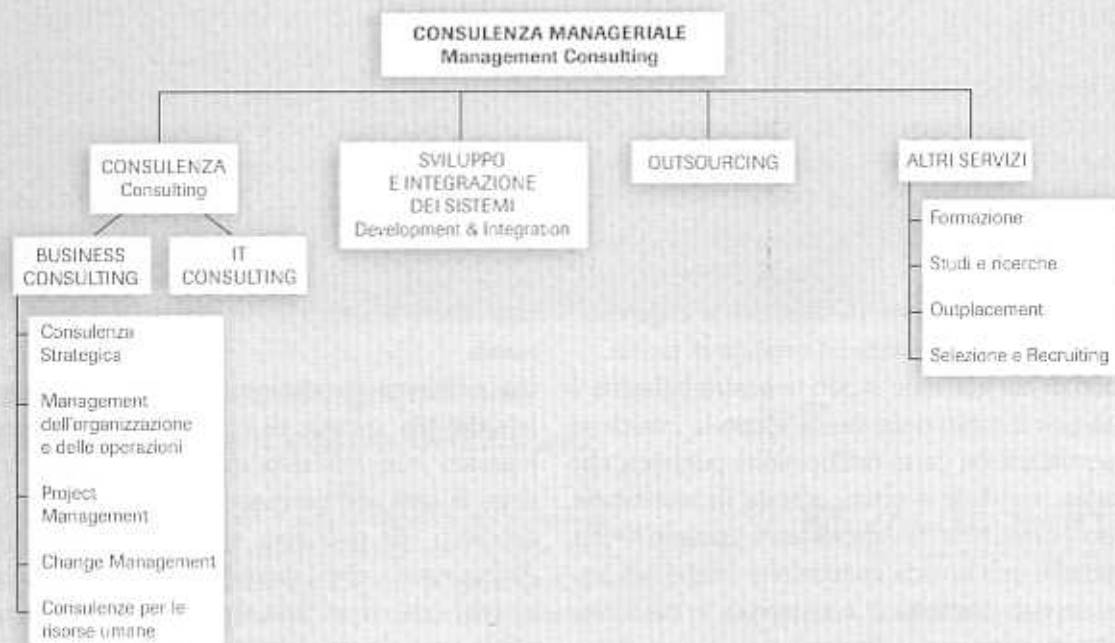 CONSULENZA MANAGERIALE
Management Consulting
CONSULENZA
Consulting
SVILUPPO
E INTEGRAZIONE
DEI SISTEMI
Development & Integration
OUTSOURCING
ALTRI SERVIZI
BUSINESS
CONSULTING
IT
CONSULTING
Consulenza
Strategica
Management
dell'organizzazione
e delle operazioni
Project
Management
Change Management
Consulenze per le
risorse umane
Formazione
Studi e ricerche
Outplacement
Selezione e Recruiting